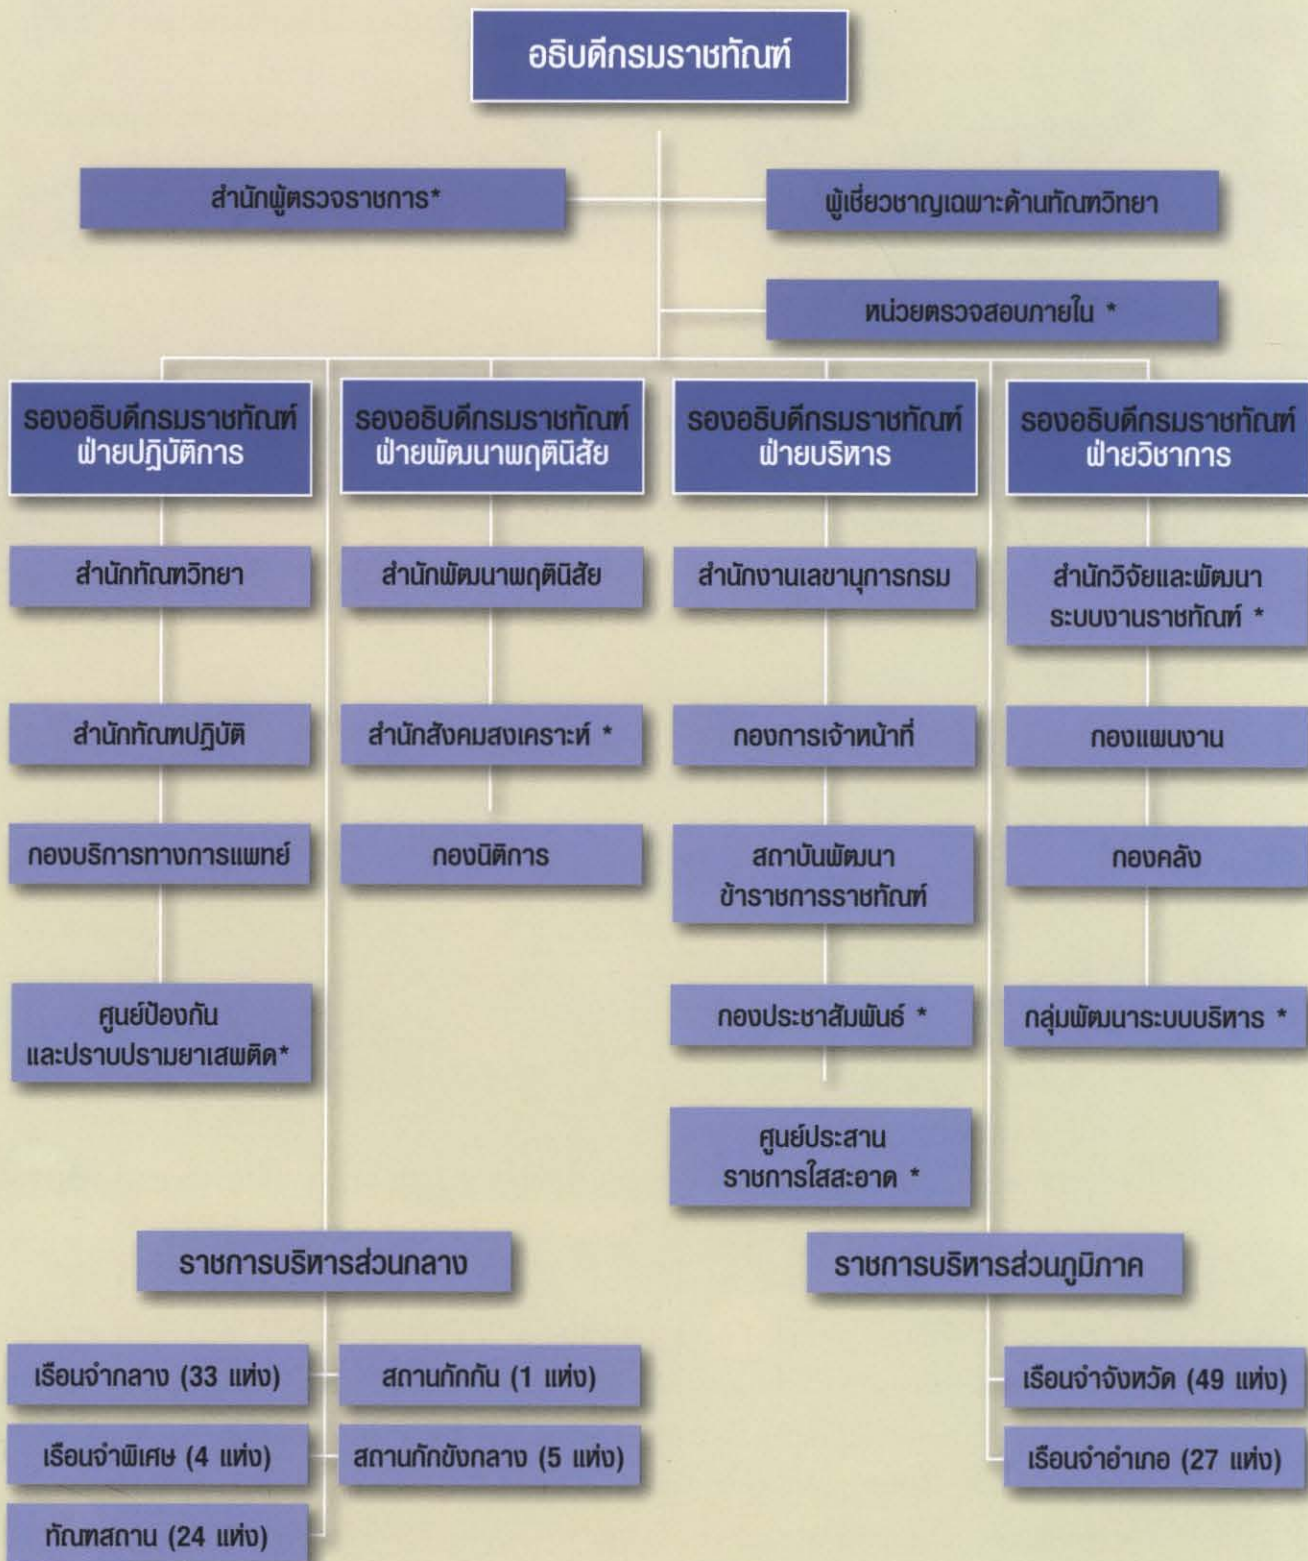 อธิบดีกรมราชทัณฑ์
สำนักผู้ตรวจราชการ*
ผู้เชี่ยวชาญเฉพาะด้านทัณฑวิทยา
หน่วยตรวจสอบภายใน *
รองอธิบดีกรมราชทัณฑ์
ฝ่ายปฏิบัติการ
รองอธิบดีกรมราชทัณฑ์
ฝ่ายพัฒนาพฤตินิสัย
รองอธิบดีกรมราชทัณฑ์
ฝ่ายบริหาร
รองอธิบดีกรมราชทัณฑ์
ฝ่ายวิชาการ
สำนักทัณฑวิทยา
สำนักพัฒนาพฤตินิสัย
สำนักงานเลขานุการกรม
สำนักวิจัยและพัฒนา
ระบบงานราชทัณฑ์ *
สำนักทัณฑปฏิบัติ
สำนักสังคมสงเคราะห์ *
กองการเจ้าหน้าที่
กองแผนงาน
กองบริการทางการแพทย์
กองนิติการ
สถาบันพัฒนา
ข้าราชการราชทัณฑ์
กองคลัง
ศูนย์ป้องกัน
และปราบปรามยาเสพติด*
กองประชาสัมพันธ์ *
กลุ่มพัฒนาระบบบริหาร *
ศูนย์ประสาน
ราชการใสสะอาด *
ราชการบริหารส่วนกลาง
ราชการบริหารส่วนภูมิภาค
เรือนจำกลาง (33 แห่ง)
สถานกักกัน (1 แห่ง)
เรือนจำจังหวัด (49 แห่ง)
เรือนจำพิเศษ (4 แห่ง)
สถานกักขังกลาง (5 แห่ง)
เรือนจำอำเภอ (27 แห่ง)
ทัณฑสถาน (24 แห่ง)